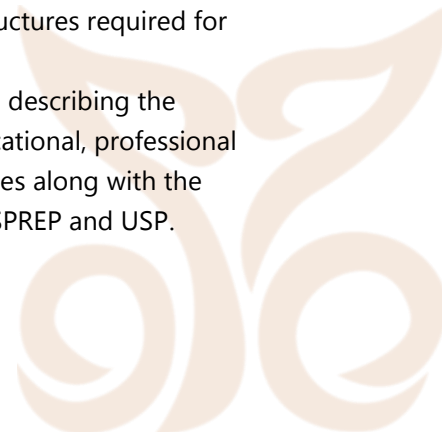 uctures required for
describing the
ational, professional
es along with the
SPREP and USP.